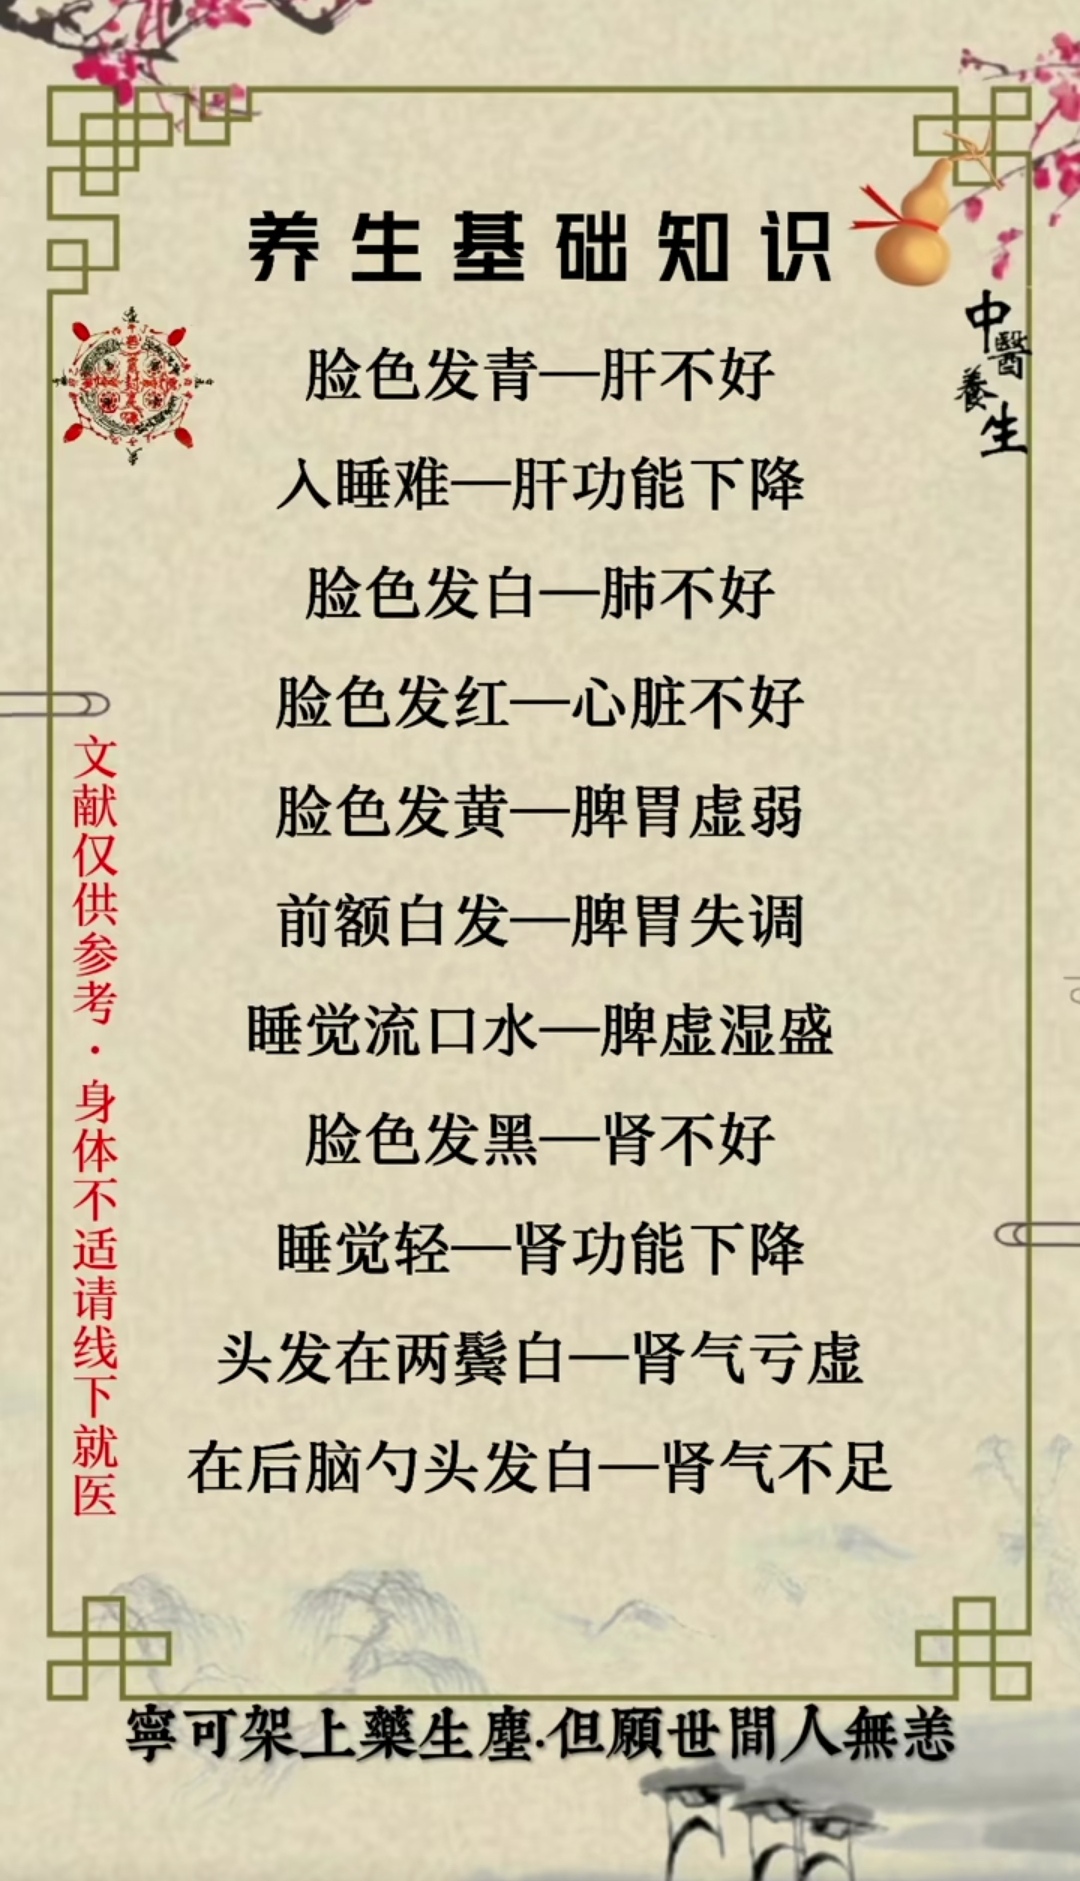 养生基础知识
中醫養生
脸色发青—肝不好
入睡难—肝功能下降
脸色发白—肺不好
脸色发红—心脏不好
脸色发黄—脾胃虚弱
前额白发—脾胃失调
睡觉流口水—脾虚湿盛
脸色发黑—肾不好
睡觉轻—肾功能下降
头发在两鬓白—肾气亏虚
在后脑勺头发白—肾气不足
文献仅供参考·身体不适请线下就医
寧可架上藥生塵.但願世間人無恙